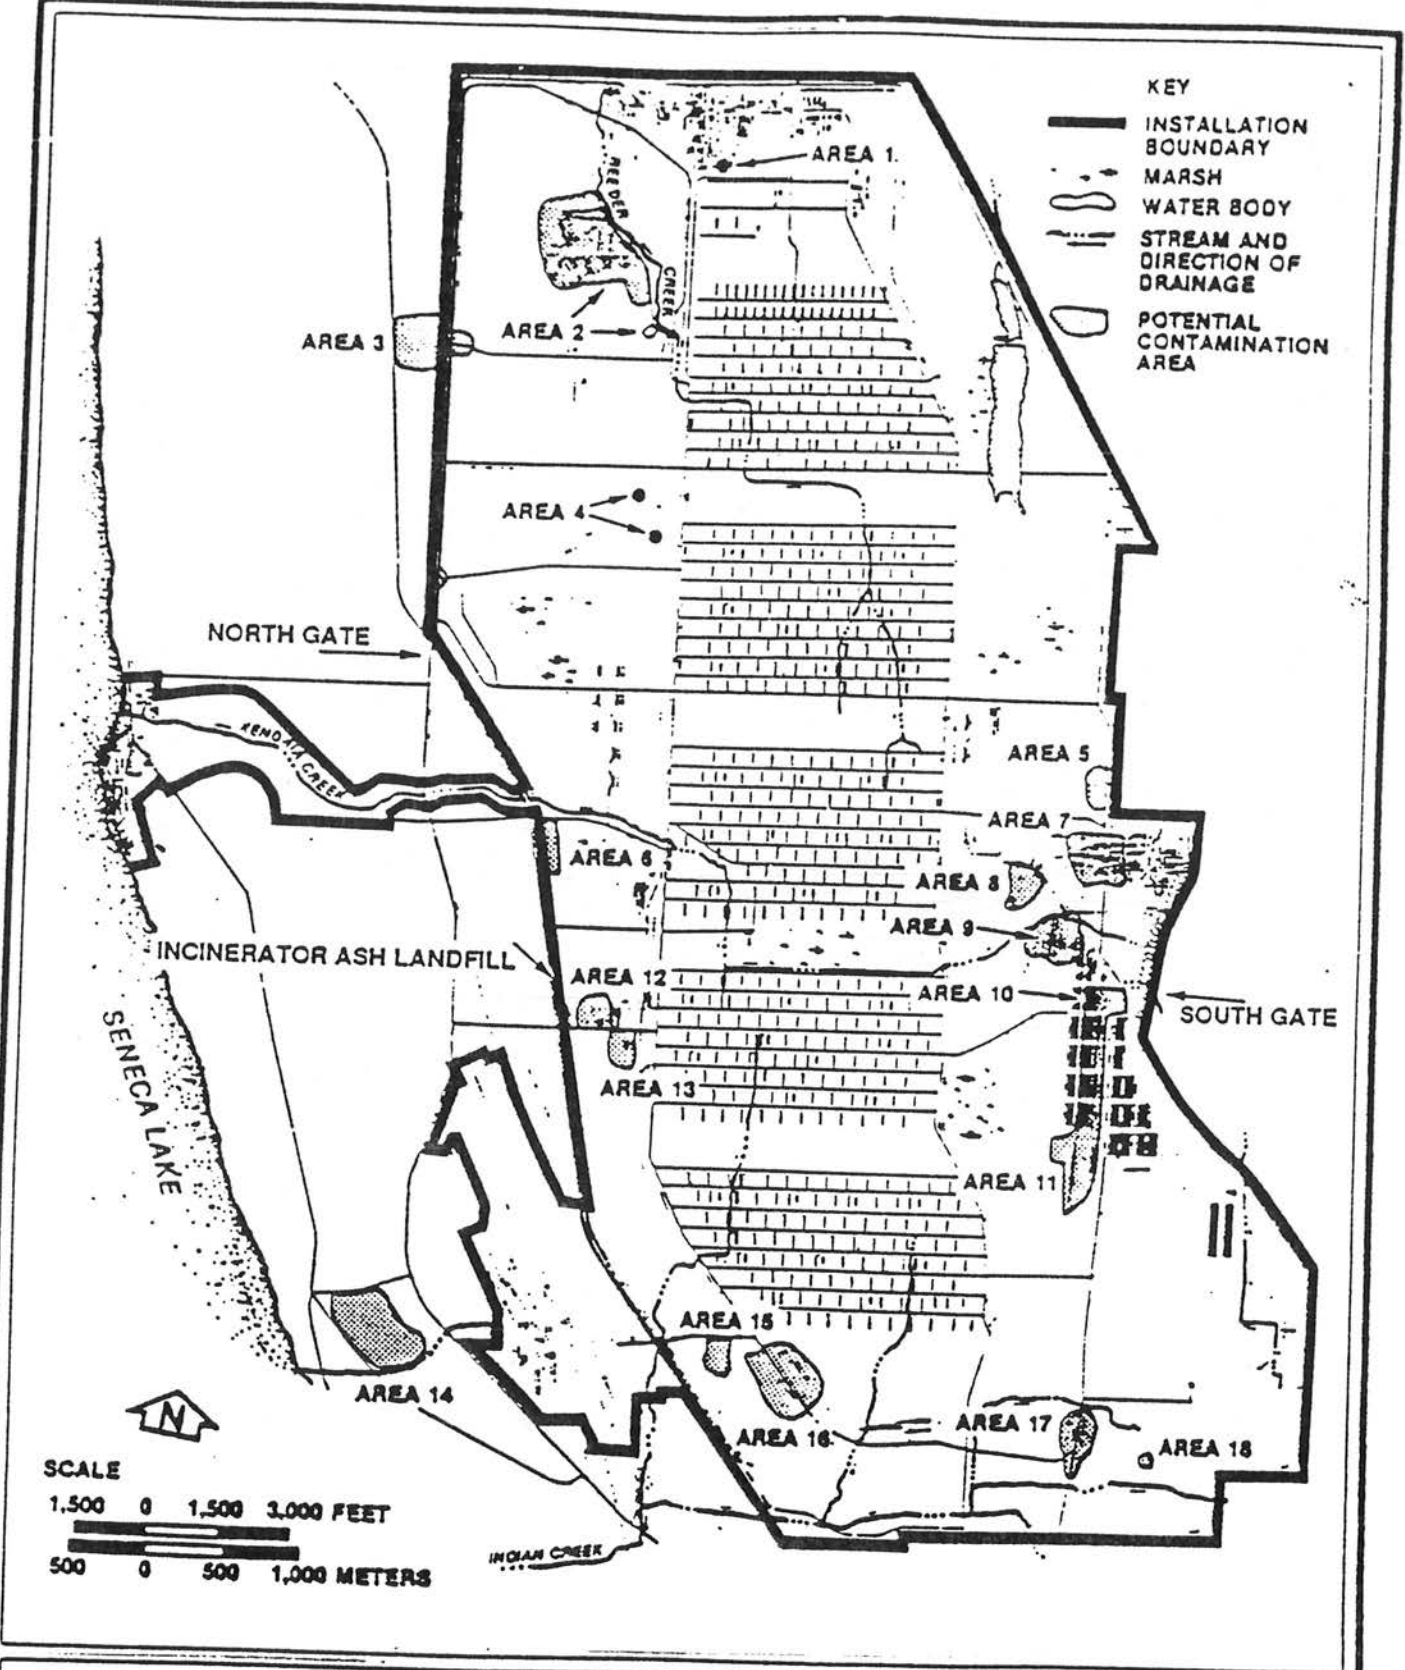 KEY
INSTALLATION
BOUNDARY
MARSH
WATER BODY
STREAM AND
DIRECTION OF
DRAINAGE
POTENTIAL
CONTAMINATION
AREA
AREA 1.
REEDER
CREEK
AREA 2
AREA 3
AREA 4
NORTH GATE
KENDAIA CREEK
AREA 5
AREA 7
AREA 6
AREA 8
AREA 9
INCINERATOR ASH LANDFILL
AREA 12
AREA 10
SOUTH GATE
SENECA LAKE
AREA 13
AREA 11
AREA 15
AREA 14
AREA 16
AREA 17
AREA 18
N
SCALE
1,500 0 1,500 3,000 FEET
500 0 500 1,000 METERS
INDIAN CREEK